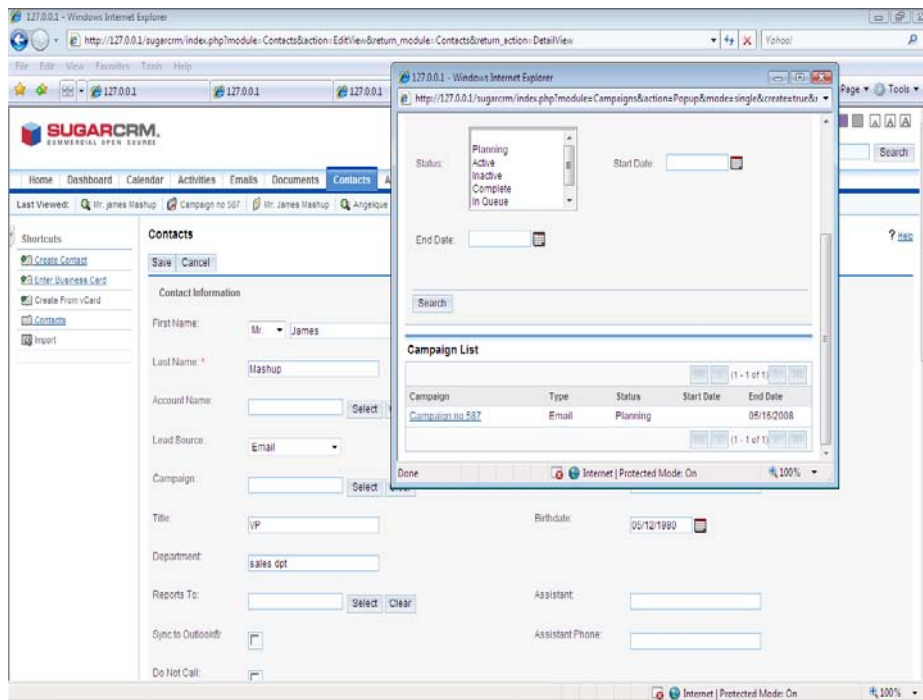 127.0.0.1 - Windows Internet Explorer
http://127.0.0.1/sugarcrm/index.php?module=Contacts&action=EditView&return_module=Contacts&return_action=DetailView
Yahoo!
File Edit View Favorites Tools Help
127.0.0.1 127.0.0.1 127.0.0.1 Page Tools
SUGARCRM.
COMMERCIAL OPEN SOURCE
A A A
Search
Home Dashboard Calendar Activities Emails Documents Contacts A
Last Viewed: Mr. james Mashup Campaign no 587 Mr. James Mashup Angelique
Shortcuts
Create Contact
Enter Business Card
Create From vCard
Contacts
Import
Contacts
? Help
Save Cancel
Contact Information
First Name: Mr. James
Last Name: * Mashup
Account Name: Select
Lead Source: Email
Campaign: Select Clear
Title: VP
Birthdate: 05/12/1980
Department: sales dpt
Reports To: Select Clear
Assistant:
Sync to Outlook®:
Assistant Phone:
Do Not Call:
Internet | Protected Mode: On 100%
127.0.0.1 - Windows Internet Explorer
http://127.0.0.1/sugarcrm/index.php?module=Campaigns&action=Popup&mode=single&create=true&
Status:
Planning
Active
Inactive
Complete
In Queue
Start Date:
End Date:
Search
Campaign List
(1 - 1 of 1)
Campaign Type Status Start Date End Date
Campaign no 587 Email Planning 05/16/2008
(1 - 1 of 1)
Done Internet | Protected Mode: On 100%